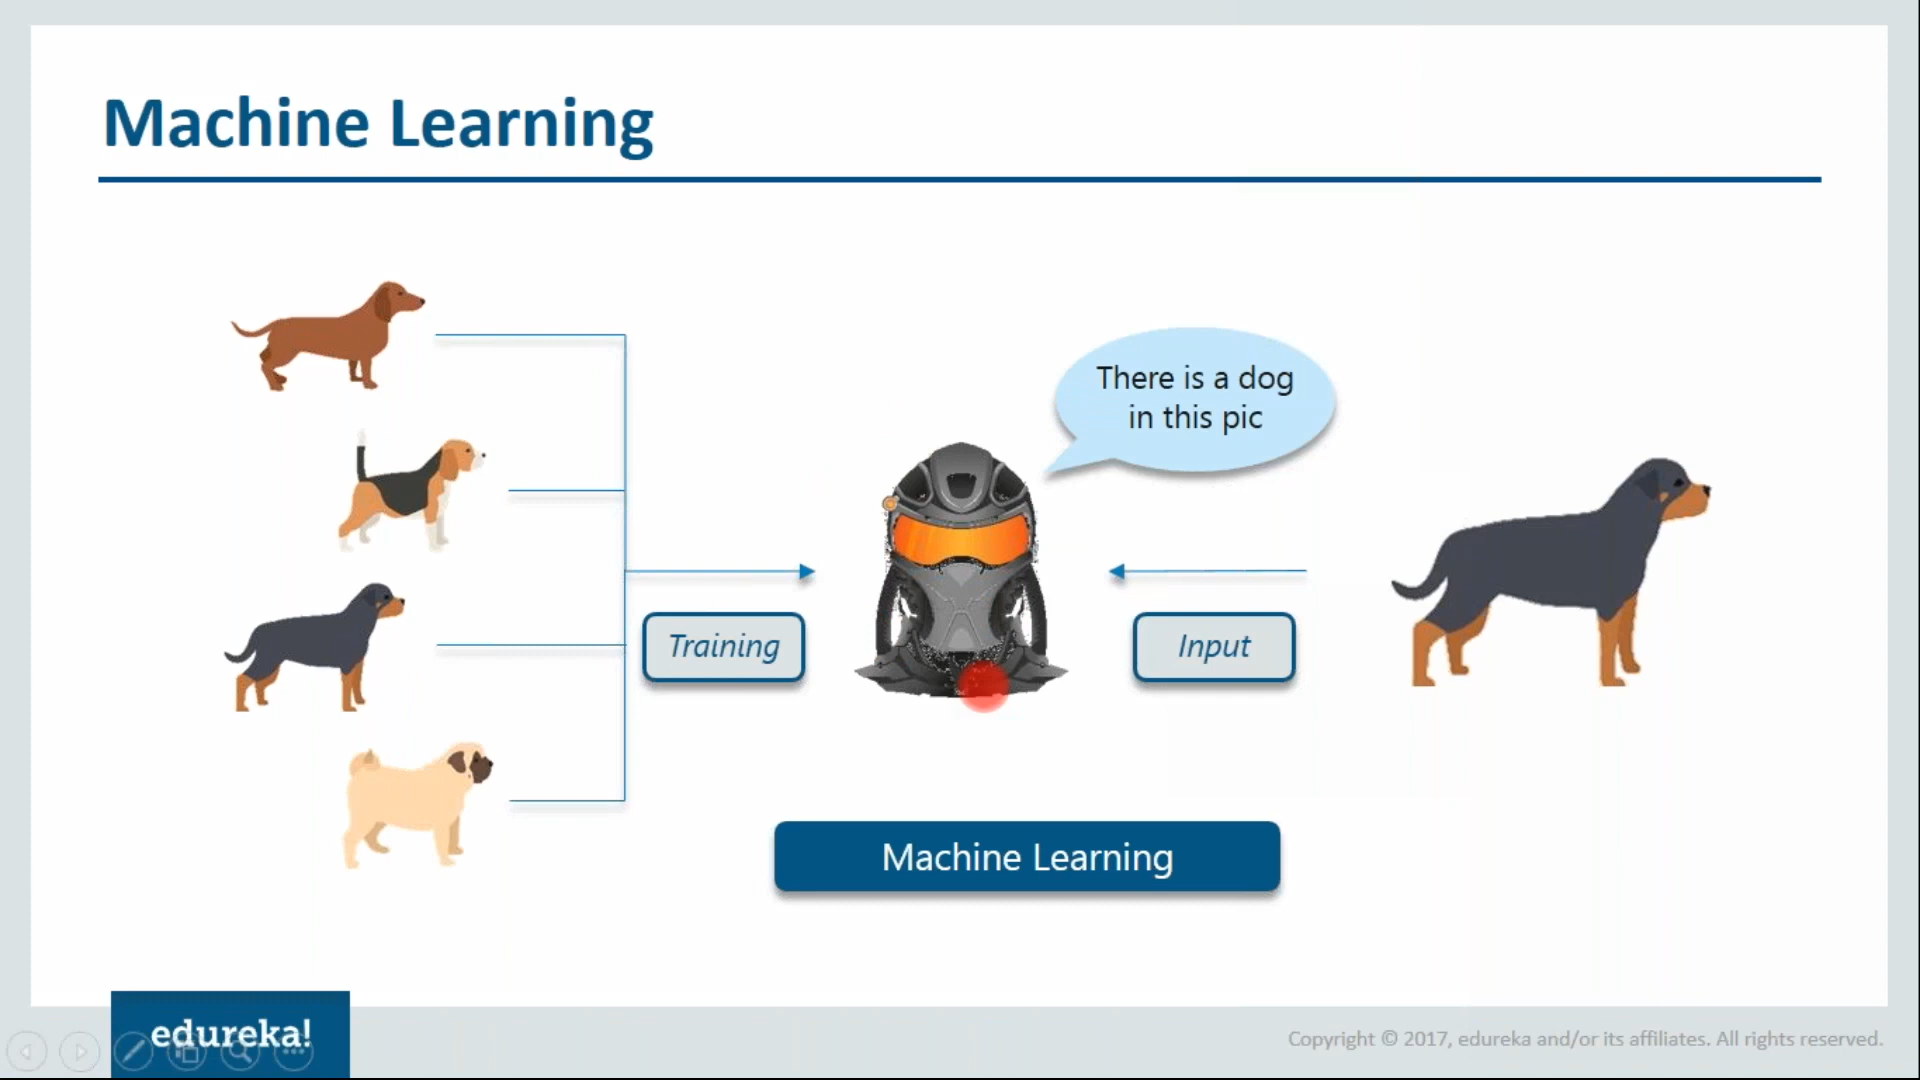 Machine Learning
There is a dog
in this pic
Training
Input
Machine Learning
edureka!
Copyright © 2017, edureka and/or its affiliates. All rights reserved.